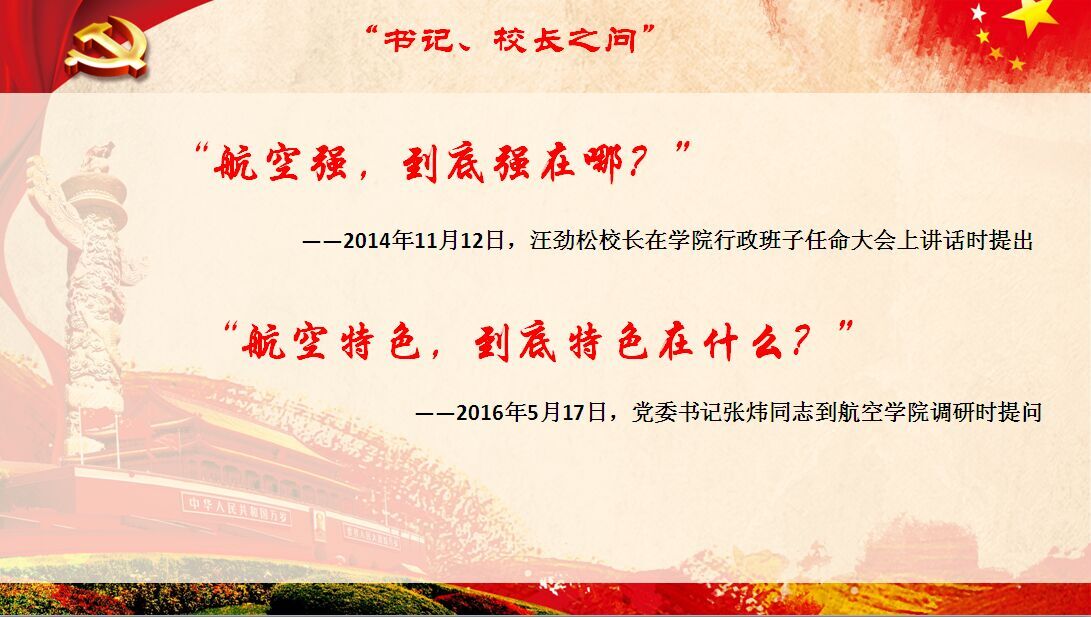 “书记、校长之问”
“航空强，到底强在哪？”
——2014年11月12日，汪劲松校长在学院行政班子任命大会上讲话时提出
“航空特色，到底特色在什么？”
——2016年5月17日，党委书记张炜同志到航空学院调研时提问
中华人民共和国万岁
世界人民大团结万岁